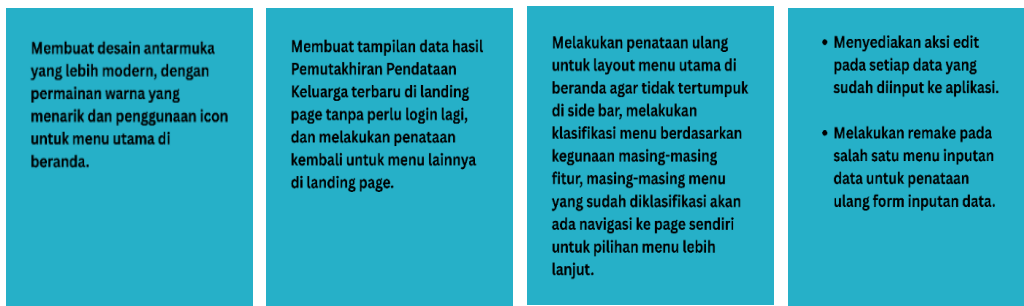 Membuat desain antarmuka
yang lebih modern, dengan
permainan warna yang
menarik dan penggunaan icon
untuk menu utama di
beranda.
Membuat tampilan data hasil
Pemutakhiran Pendataan
Keluarga terbaru di landing
page tanpa perlu login lagi,
dan melakukan penataan
kembali untuk menu lainnya
di landing page.
Melakukan penataan ulang
untuk layout menu utama di
beranda agar tidak tertumpuk
di side bar, melakukan
klasifikasi menu berdasarkan
kegunaan masing-masing
fitur, masing-masing menu
yang sudah diklasifikasi akan
ada navigasi ke page sendiri
untuk pilihan menu lebih
lanjut.
• Menyediakan aksi edit
pada setiap data yang
sudah diinput ke aplikasi.
• Melakukan remake pada
salah satu menu inputan
data untuk penataan
ulang form inputan data.